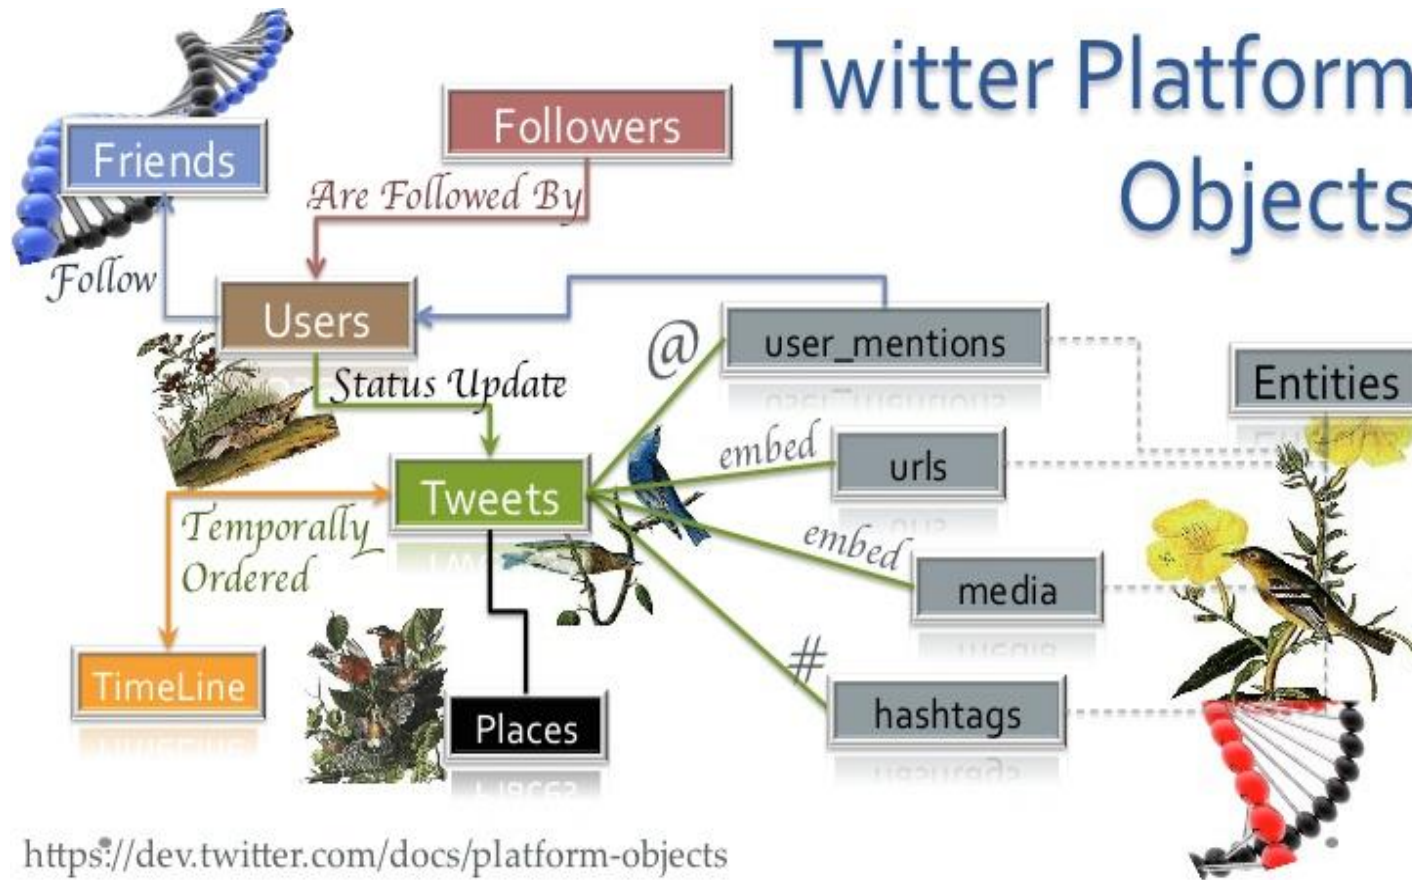 Twitter Platform
Objects
Friends
Followers
Are Followed By
Follow
Users
Status Update
@
user_mentions
Entities
embed
urls
Tweets
Temporally
Ordered
embed
media
#
hashtags
TimeLine
Places
https://dev.twitter.com/docs/platform-objects